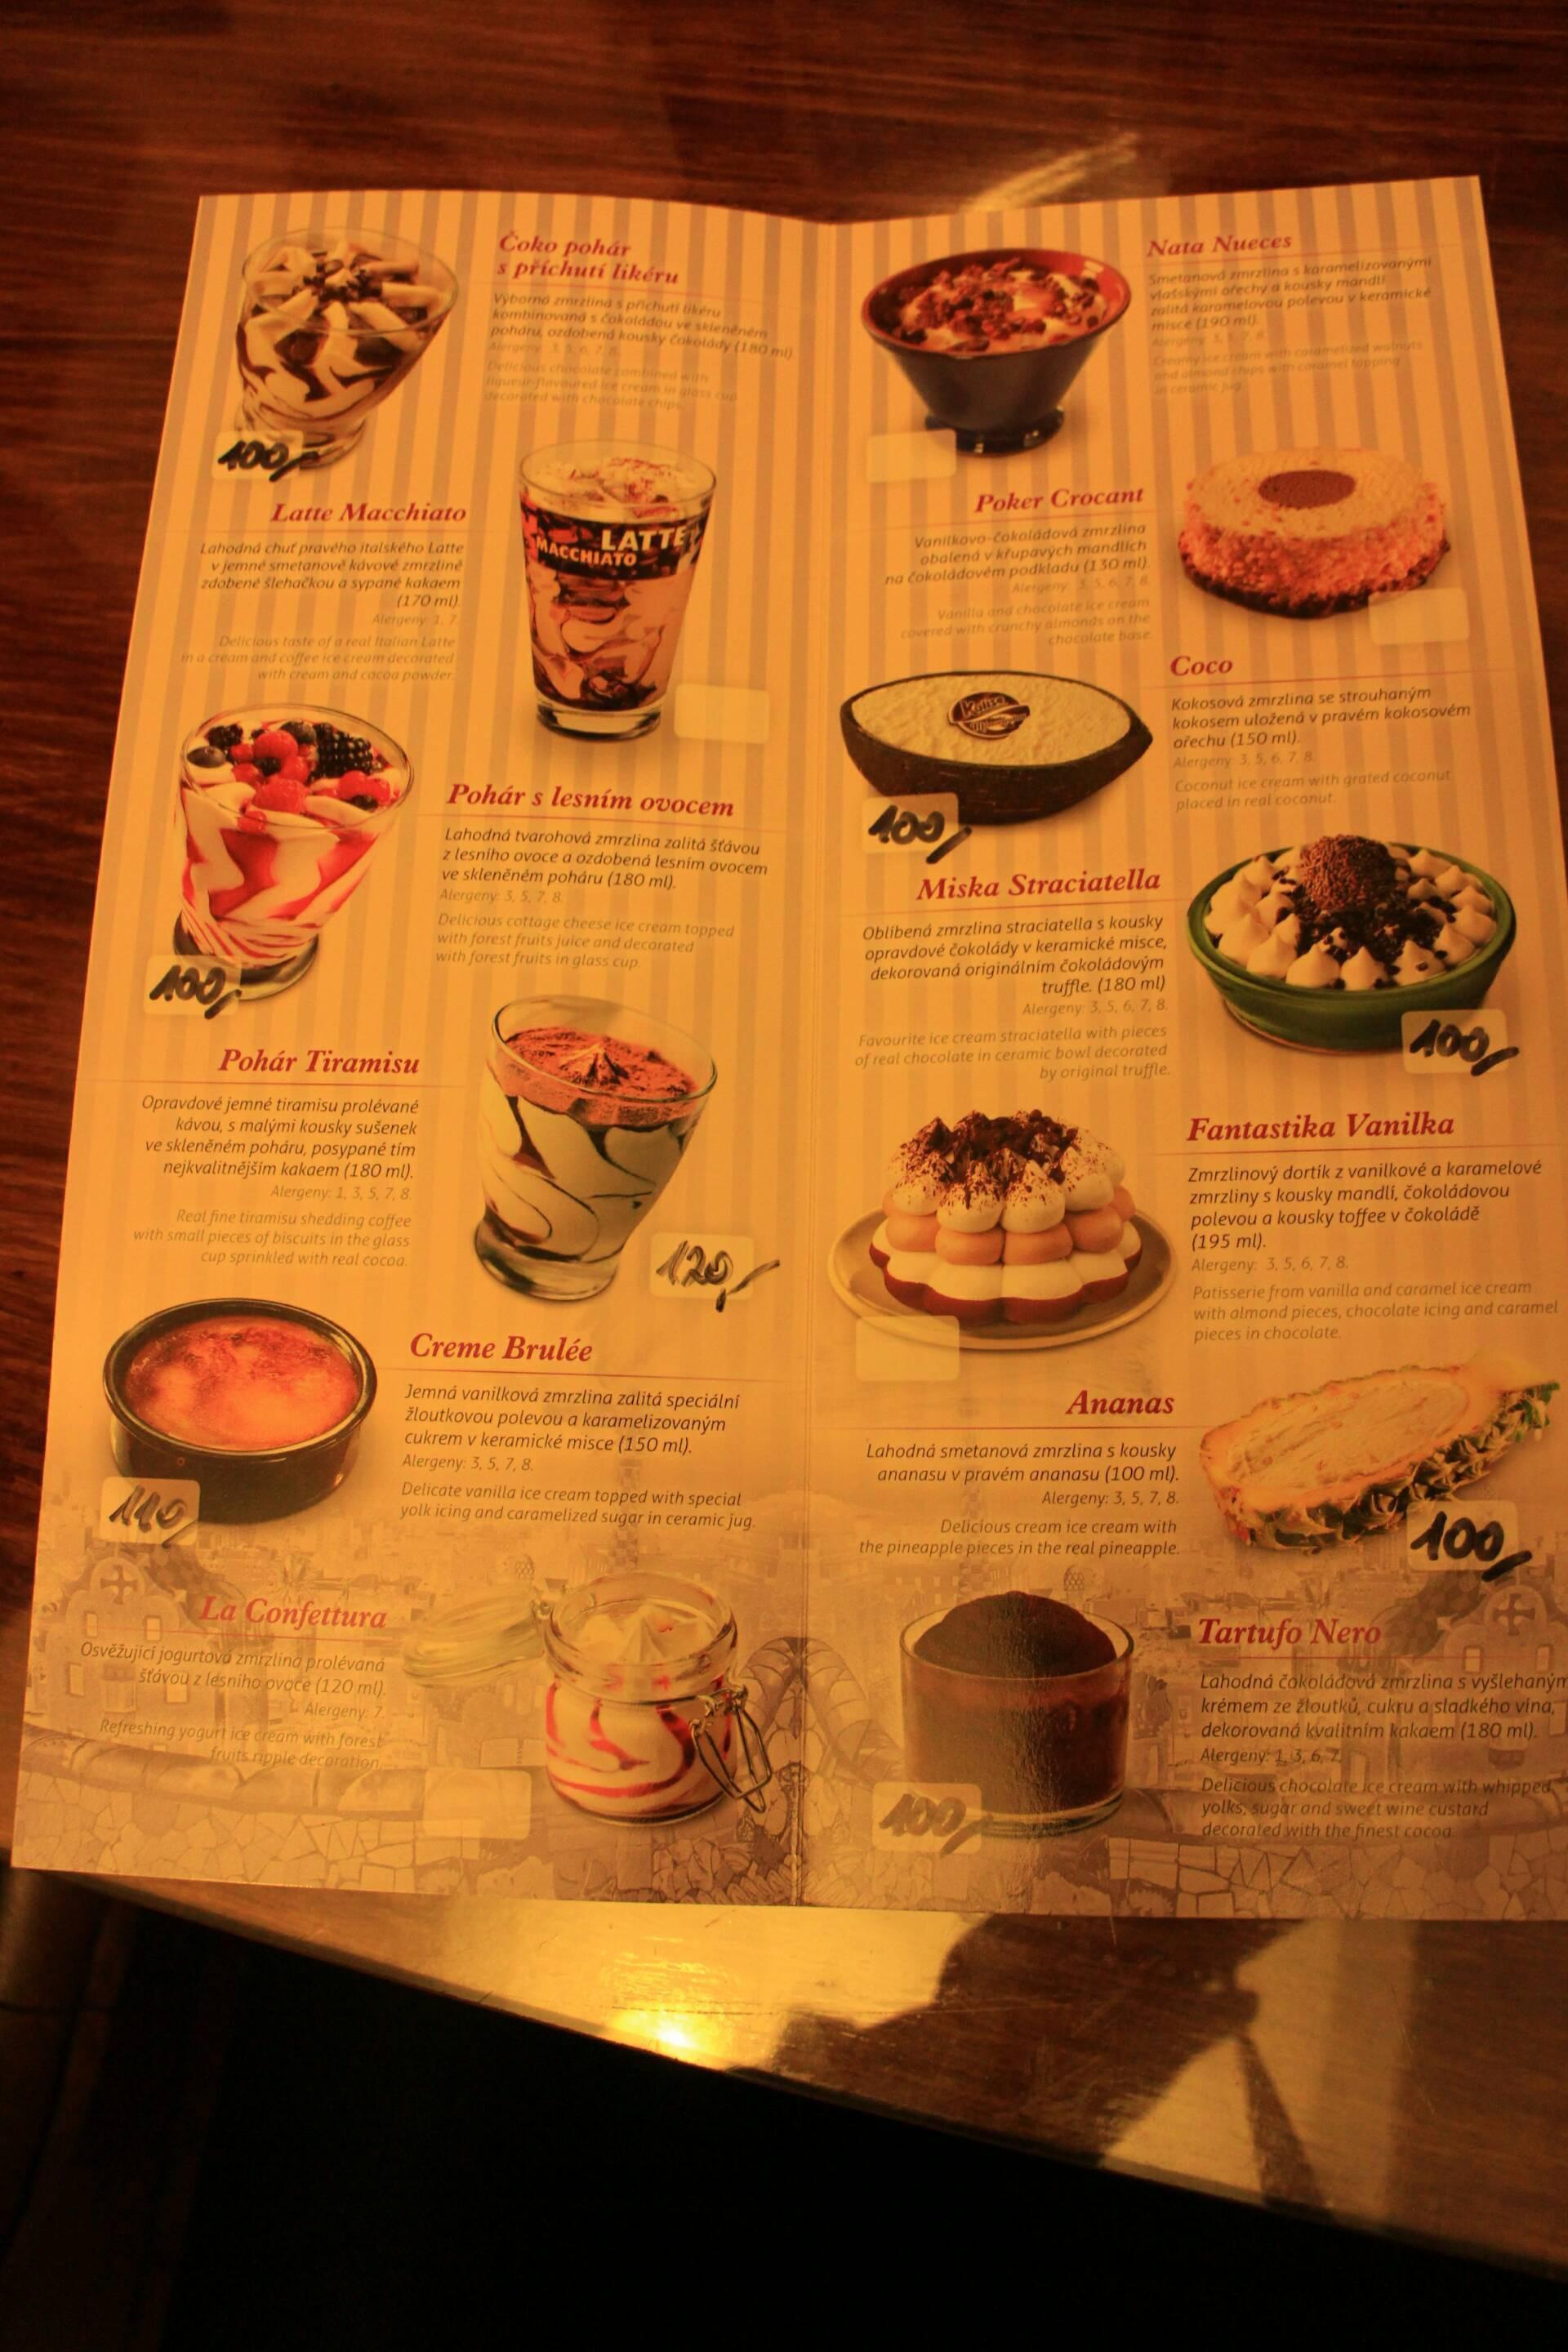 Čoko pohár
s příchutí likéru
Výborná zmrzlina s příchutí likéru
kombinovaná s čokoládou ve skleněném
poháru, ozdobená kousky čokolády (180 ml).
Alergeny: 3, 5, 6, 7, 8.
Delicious chocolate combined with
liqueur-flavoured ice cream in glass cup
decorated with chocolate chips.
100,-
Latte Macchiato
Lahodná chuť pravého italského Latte
v jemné smetanové kávové zmrzlině
zdobené šlehačkou a sypané kakaem
(170 ml).
Alergeny: 1, 7.
Delicious taste of a real Italian Latte
in a cream and coffee ice cream decorated
with cream and cocoa powder.
LATTE
MACCHIATO
Pohár s lesním ovocem
Lahodná tvarohová zmrzlina zalitá šťávou
z lesního ovoce a ozdobená lesním ovocem
ve skleněném poháru (180 ml).
Alergeny: 3, 5, 7, 8.
Delicious cottage cheese ice cream topped
with forest fruits juice and decorated
with forest fruits in glass cup.
100,-
Pohár Tiramisu
Opravdové jemné tiramisu prolévané
kávou, s malými kousky sušenek
ve skleněném poháru, posypané tím
nejkvalitnějším kakaem (180 ml).
Alergeny: 1, 3, 5, 7, 8.
Real fine tiramisu shedding coffee
with small pieces of biscuits in the glass
cup sprinkled with real cocoa.
120,-
Creme Brulée
Jemná vanilková zmrzlina zalitá speciální
žloutkovou polevou a karamelizovaným
cukrem v keramické misce (150 ml).
Alergeny: 3, 5, 7, 8.
Delicate vanilla ice cream topped with special
yolk icing and caramelized sugar in ceramic jug.
110,-
La Confettura
Osvěžující jogurtová zmrzlina prolévaná
šťávou z lesního ovoce (120 ml).
Alergeny: 7.
Refreshing yogurt ice cream with forest
fruits ripple decoration.
Nata Nueces
Smetanová zmrzlina s karamelizovanými
vlašskými ořechy a kousky mandlí
zalitá karamelovou polevou v keramické
misce (190 ml).
Alergeny: 3, 5, 7, 8.
Creamy ice cream with caramelized walnuts
and almond chips with caramel topping
in ceramic jug.
Poker Crocant
Vanilkovo-čokoládová zmrzlina
obalená v křupavých mandlích
na čokoládovém podkladu (130 ml).
Alergeny: 3, 5, 6, 7, 8.
Vanilla and chocolate ice cream
covered with crunchy almonds on the
chocolate base.
Coco
Kokosová zmrzlina se strouhaným
kokosem uložená v pravém kokosovém
ořechu (150 ml).
Alergeny: 3, 5, 6, 7, 8.
Coconut ice cream with grated coconut
placed in real coconut.
100,-
Miska Straciatella
Oblíbená zmrzlina straciatella s kousky
opravdové čokolády v keramické misce,
dekorovaná originálním čokoládovým
truffle. (180 ml)
Alergeny: 3, 5, 6, 7, 8.
Favourite ice cream straciatella with pieces
of real chocolate in ceramic bowl decorated
by original truffle.
100,-
Fantastika Vanilka
Zmrzlinový dortík z vanilkové a karamelové
zmrzliny s kousky mandlí, čokoládovou
polevou a kousky toffee v čokoládě
(195 ml).
Alergeny: 3, 5, 6, 7, 8.
Patisserie from vanilla and caramel ice cream
with almond pieces, chocolate icing and caramel
pieces in chocolate.
Ananas
Lahodná smetanová zmrzlina s kousky
ananasu v pravém ananasu (100 ml).
Alergeny: 3, 5, 7, 8.
Delicious cream ice cream with
the pineapple pieces in the real pineapple.
100,-
Tartufo Nero
Lahodná čokoládová zmrzlina s vyšlehaným
krémem ze žloutků, cukru a sladkého vína,
dekorovaná kvalitním kakaem (180 ml).
Alergeny: 1, 3, 6, 7.
Delicious chocolate ice cream with whipped
yolks, sugar and sweet wine custard
decorated with the finest cocoa
100,-